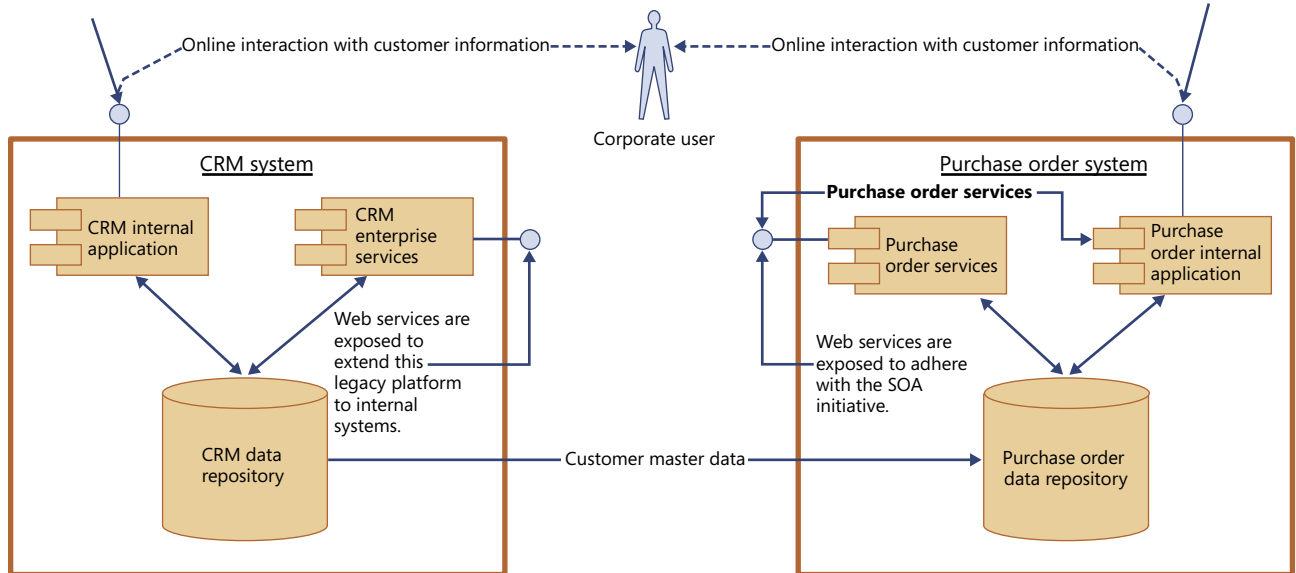 Online interaction with customer information
Online interaction with customer information
Corporate user
CRM system
CRM internal
application
CRM
enterprise
services
Web services are
exposed to
extend this
legacy platform
to internal
systems.
CRM data
repository
Customer master data
Purchase order system
Purchase order services
Purchase
order services
Purchase
order internal
application
Web services are
exposed to adhere
with the SOA
initiative.
Purchase order
data repository